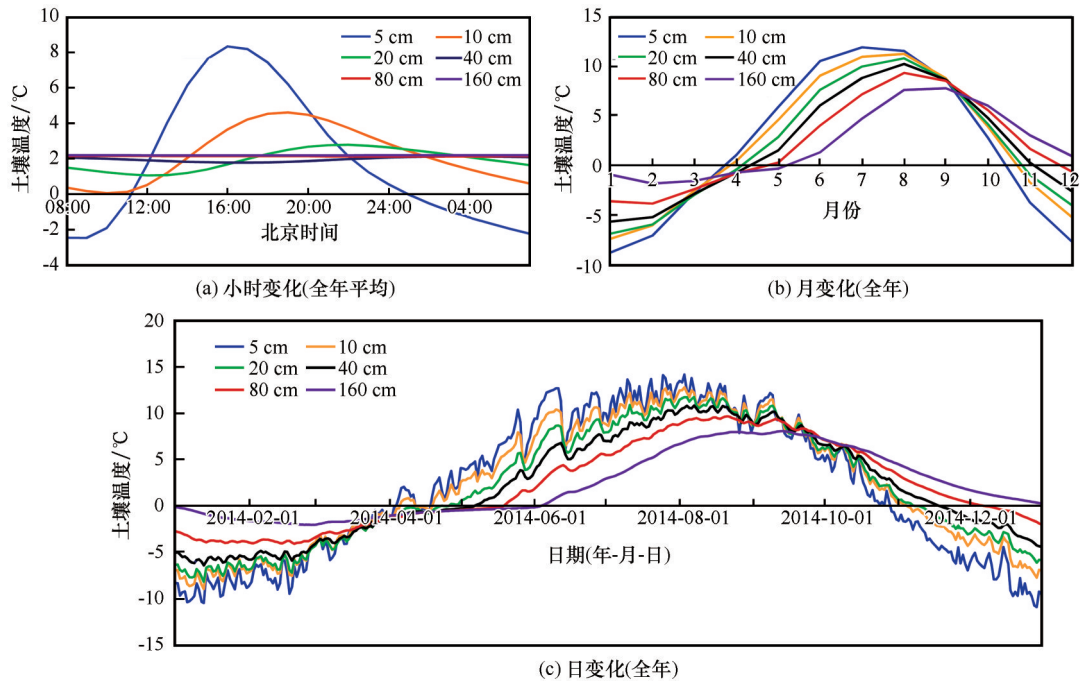 10
8
6
4
2
0
-2
-4
土壤温度/℃
5 cm 10 cm
20 cm 40 cm
80 cm 160 cm
08:00 12:00 16:00 20:00 24:00 04:00
北京时间
(a) 小时变化(全年平均)
15
10
5
0
-5
-10
土壤温度/℃
5 cm 10 cm
20 cm 40 cm
80 cm 160 cm
1 2 3 4 5 6 7 8 9 10 11 12
月份
(b) 月变化(全年)
20
15
10
5
0
-5
-10
-15
土壤温度/℃
5 cm 10 cm
20 cm 40 cm
80 cm 160 cm
2014-02-01 2014-04-01 2014-06-01 2014-08-01 2014-10-01 2014-12-01
日期(年-月-日)
(c) 日变化(全年)